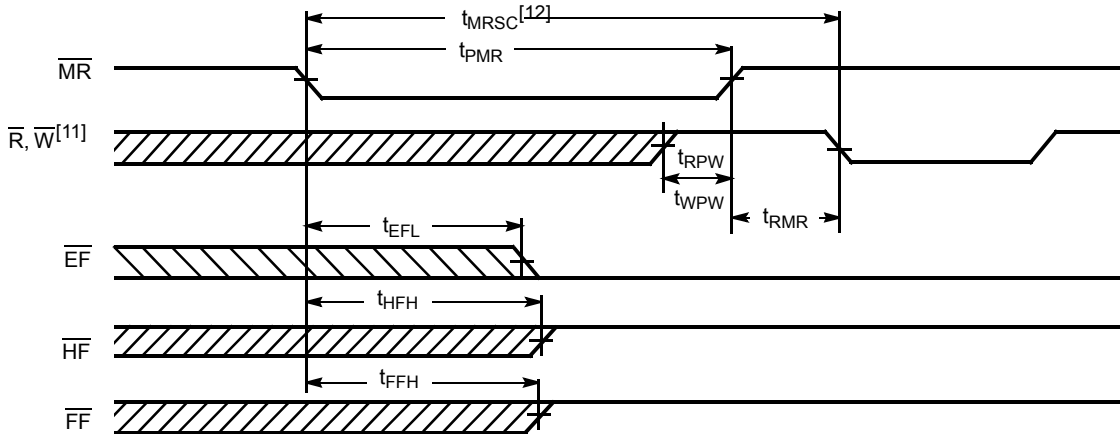 tMRSC[12]
tPMR
MR
R, W[11]
tRPW
tWPW
tRMR
tEFL
EF
tHFH
HF
tFFH
FF